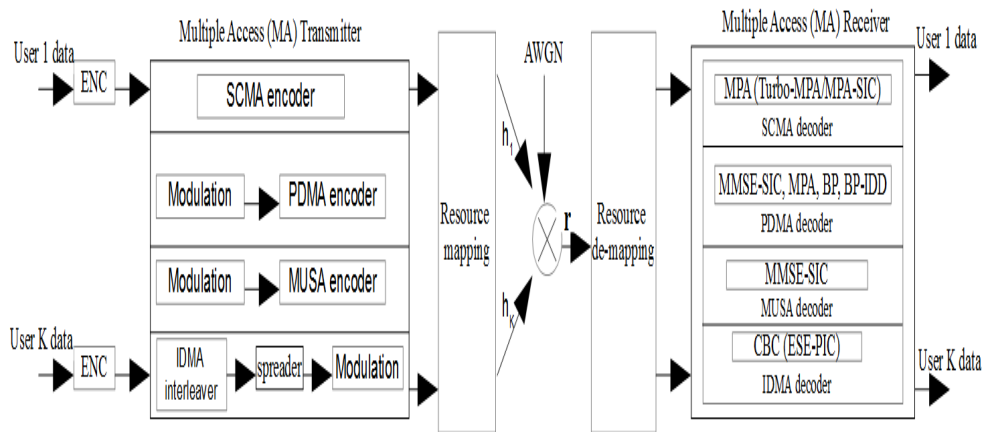 Multiple Access (MA) Transmitter
Multiple Access (MA) Receiver
User 1 data
ENC
SCMA encoder
Modulation
PDMA encoder
Modulation
MUSA encoder
User K data
ENC
IDMA
interleaver
spreader
Modulation
Resource
mapping
AWGN
h1
hK
r
Resource
de-mapping
MPA (Turbo-MPA/MPA-SIC)
SCMA decoder
MMSE-SIC, MPA, BP, BP-IDD
PDMA decoder
MMSE-SIC
MUSA decoder
CBC (ESE-PIC)
IDMA decoder
User 1 data
User K data